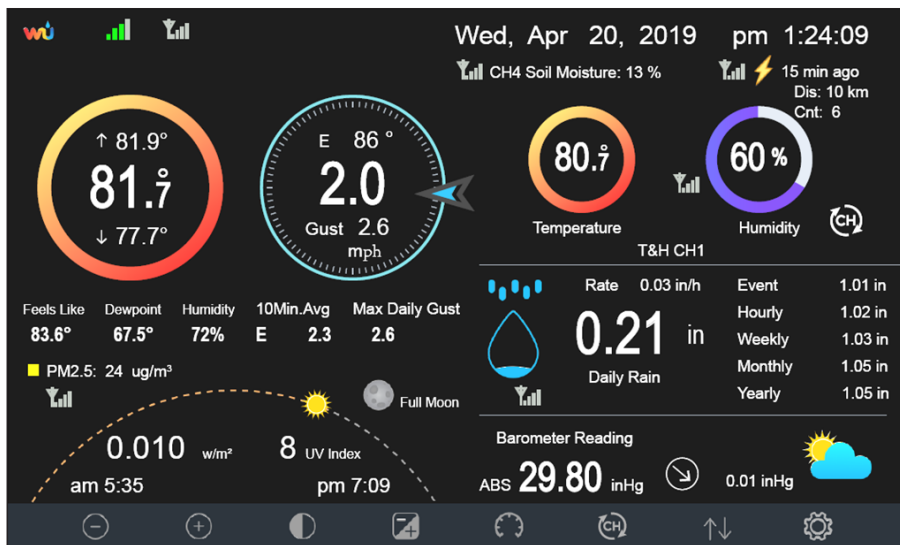 wu
Wed, Apr 20, 2019 pm 1:24:09
CH4 Soil Moisture: 13 %
15 min ago
Dis: 10 km
Cnt: 6
↑ 81.9°
81.7°
↓ 77.7°
E 86 °
2.0
Gust 2.6
mph
80.7°
Temperature
60 %
Humidity
CH
T&H CH1
Feels Like Dewpoint Humidity 10Min.Avg Max Daily Gust
83.6° 67.5° 72% E 2.3 2.6
PM2.5: 24 ug/m³
Full Moon
0.010 w/m² 8 UV Index
am 5:35 pm 7:09
Rate 0.03 in/h
0.21 in
Daily Rain
Event 1.01 in
Hourly 1.02 in
Weekly 1.03 in
Monthly 1.05 in
Yearly 1.05 in
Barometer Reading
ABS 29.80 inHg 0.01 inHg
CH